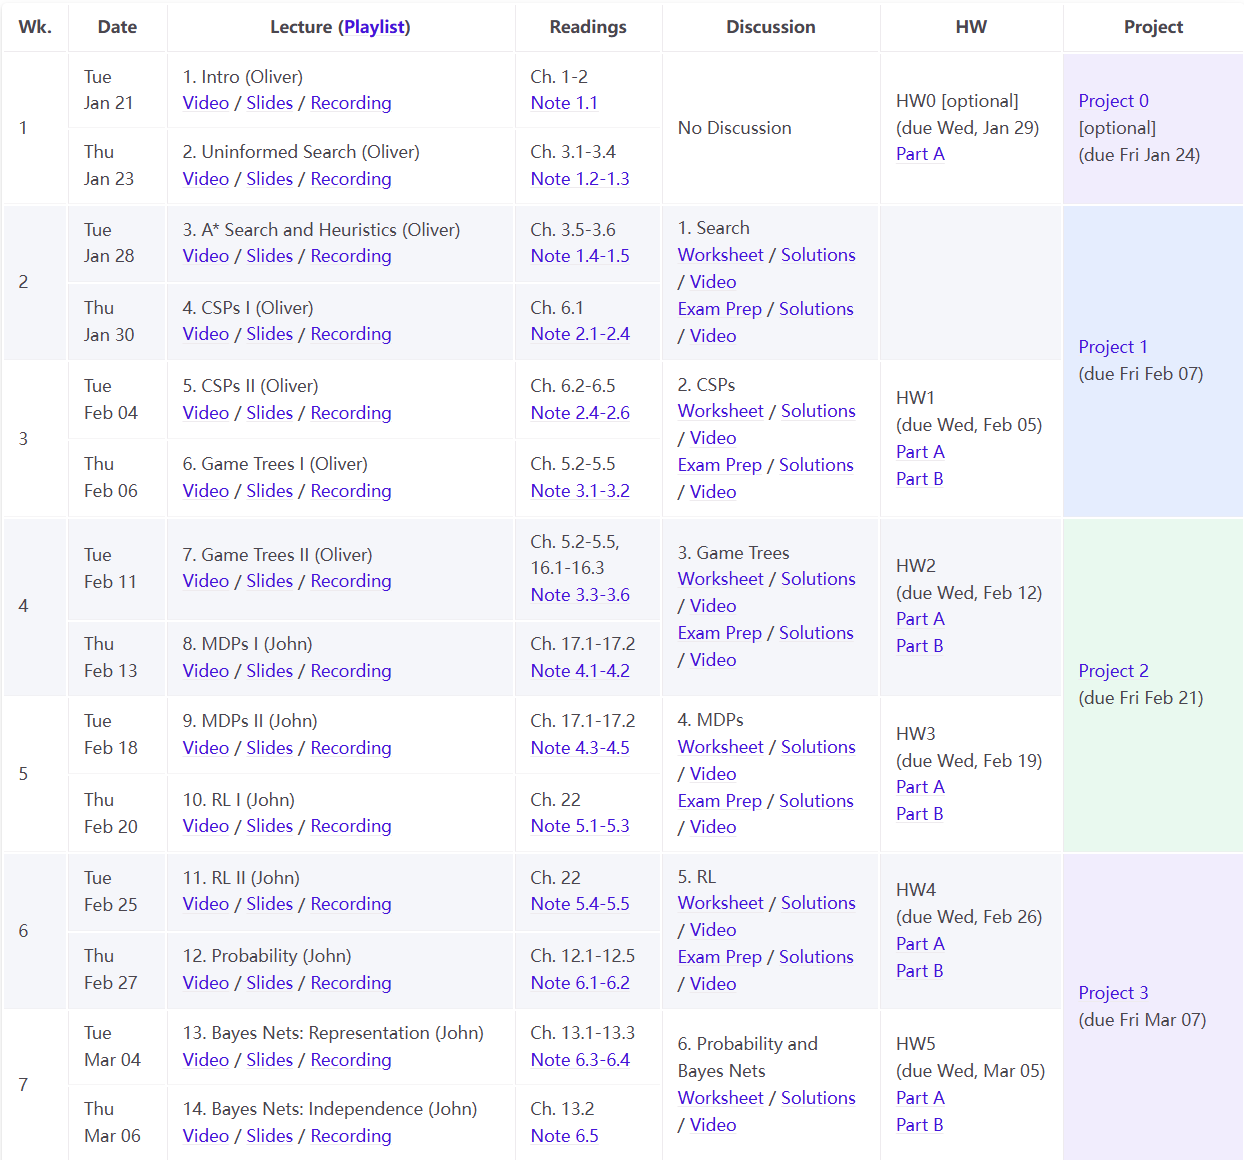 Wk. Date Lecture (Playlist) Readings Discussion HW Project
1
Tue
Jan 21
1. Intro (Oliver)
Video / Slides / Recording
Ch. 1-2
Note 1.1
No Discussion
HW0 [optional]
(due Wed, Jan 29)
Part A
Project 0
[optional]
(due Fri Jan 24)
Thu
Jan 23
2. Uninformed Search (Oliver)
Video / Slides / Recording
Ch. 3.1-3.4
Note 1.2-1.3
2
Tue
Jan 28
3. A* Search and Heuristics (Oliver)
Video / Slides / Recording
Ch. 3.5-3.6
Note 1.4-1.5
1. Search
Worksheet / Solutions
/ Video
Exam Prep / Solutions
/ Video
Project 1
(due Fri Feb 07)
Thu
Jan 30
4. CSPs I (Oliver)
Video / Slides / Recording
Ch. 6.1
Note 2.1-2.4
3
Tue
Feb 04
5. CSPs II (Oliver)
Video / Slides / Recording
Ch. 6.2-6.5
Note 2.4-2.6
2. CSPs
Worksheet / Solutions
/ Video
Exam Prep / Solutions
/ Video
HW1
(due Wed, Feb 05)
Part A
Part B
Thu
Feb 06
6. Game Trees I (Oliver)
Video / Slides / Recording
Ch. 5.2-5.5
Note 3.1-3.2
4
Tue
Feb 11
7. Game Trees II (Oliver)
Video / Slides / Recording
Ch. 5.2-5.5,
16.1-16.3
Note 3.3-3.6
3. Game Trees
Worksheet / Solutions
/ Video
Exam Prep / Solutions
/ Video
HW2
(due Wed, Feb 12)
Part A
Part B
Project 2
(due Fri Feb 21)
Thu
Feb 13
8. MDPs I (John)
Video / Slides / Recording
Ch. 17.1-17.2
Note 4.1-4.2
5
Tue
Feb 18
9. MDPs II (John)
Video / Slides / Recording
Ch. 17.1-17.2
Note 4.3-4.5
4. MDPs
Worksheet / Solutions
/ Video
Exam Prep / Solutions
/ Video
HW3
(due Wed, Feb 19)
Part A
Part B
Thu
Feb 20
10. RL I (John)
Video / Slides / Recording
Ch. 22
Note 5.1-5.3
6
Tue
Feb 25
11. RL II (John)
Video / Slides / Recording
Ch. 22
Note 5.4-5.5
5. RL
Worksheet / Solutions
/ Video
Exam Prep / Solutions
/ Video
HW4
(due Wed, Feb 26)
Part A
Part B
Project 3
(due Fri Mar 07)
Thu
Feb 27
12. Probability (John)
Video / Slides / Recording
Ch. 12.1-12.5
Note 6.1-6.2
7
Tue
Mar 04
13. Bayes Nets: Representation (John)
Video / Slides / Recording
Ch. 13.1-13.3
Note 6.3-6.4
6. Probability and
Bayes Nets
Worksheet / Solutions
/ Video
HW5
(due Wed, Mar 05)
Part A
Part B
Thu
Mar 06
14. Bayes Nets: Independence (John)
Video / Slides / Recording
Ch. 13.2
Note 6.5